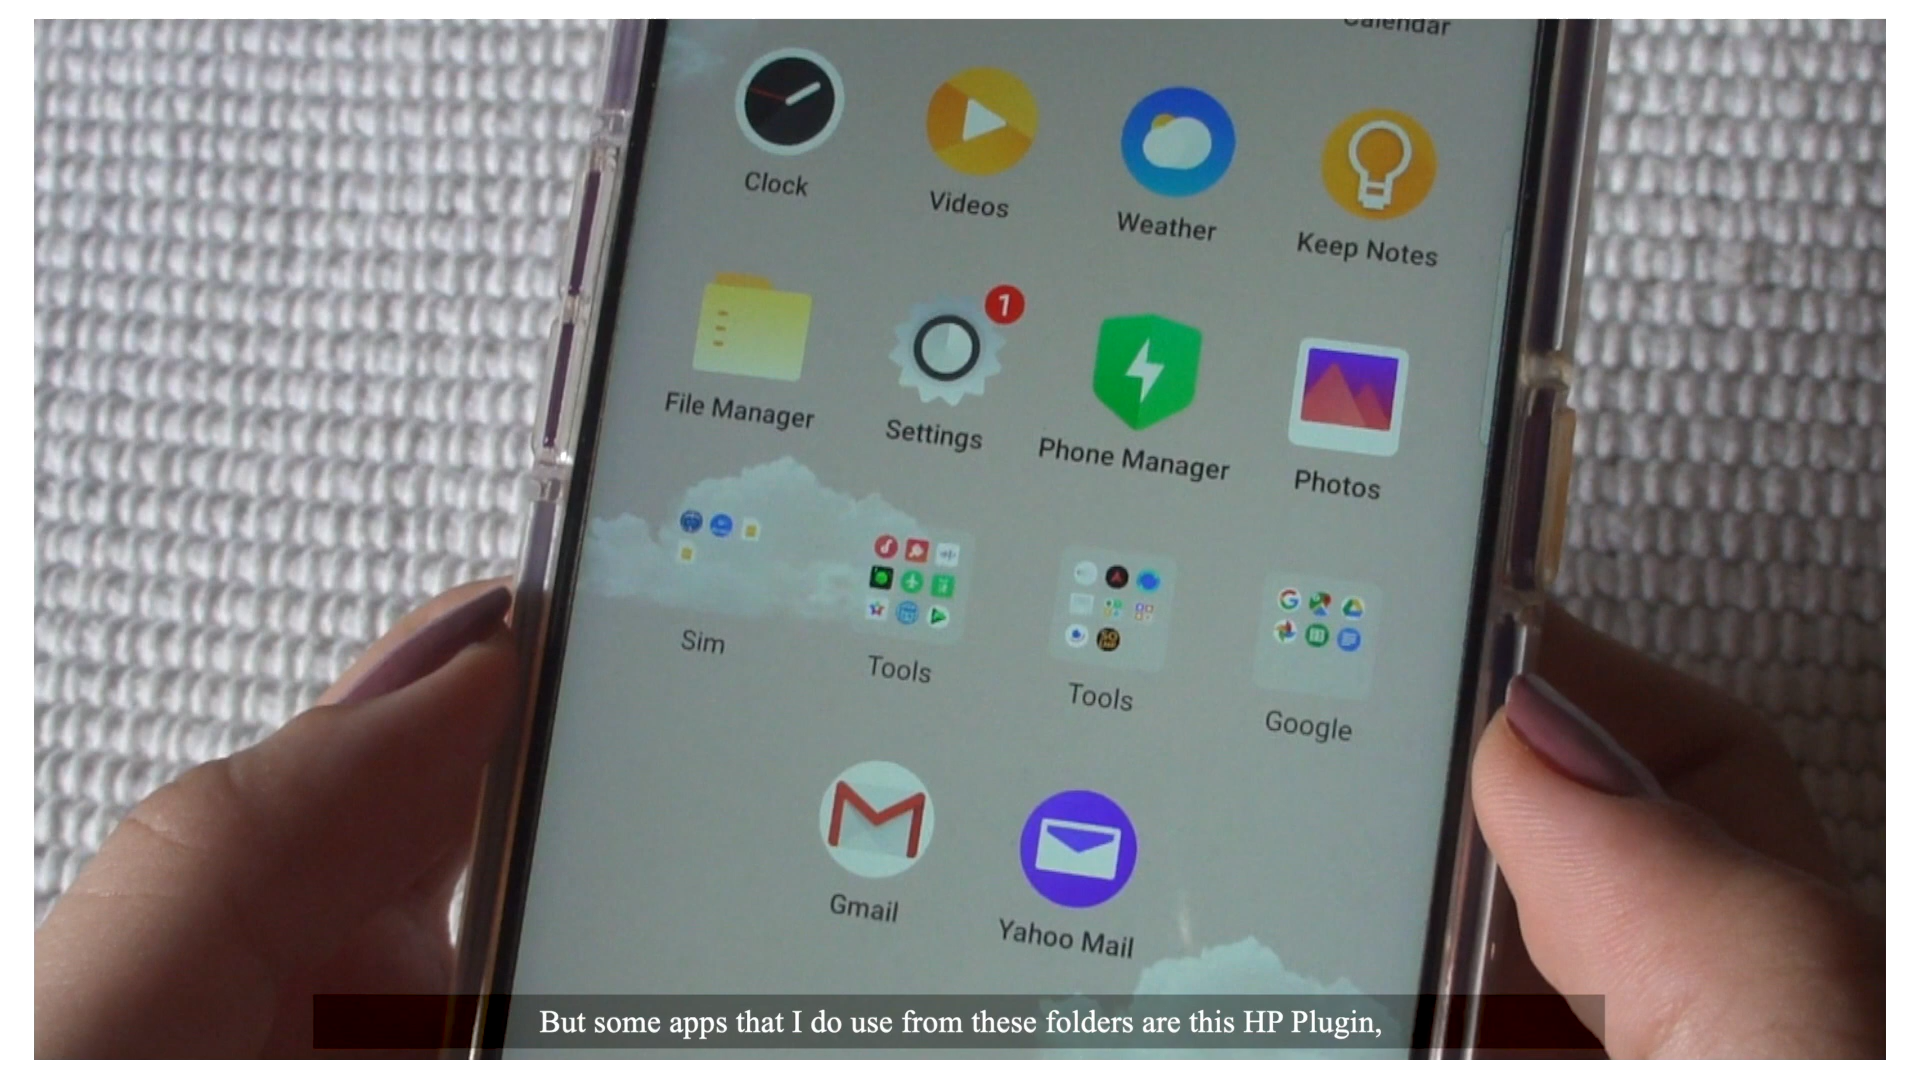 Calendar
Clock
Videos
Weather
Keep Notes
File Manager
Settings
1
Phone Manager
Photos
Sim
Tools
Tools
Google
Gmail
Yahoo Mail
But some apps that I do use from these folders are this HP Plugin,